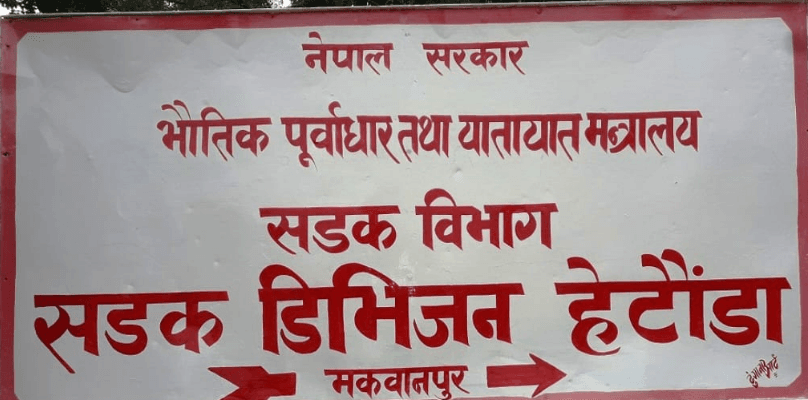 नेपाल सरकार
भौतिक पूर्वाधार तथा यातायात मन्त्रालय
सडक विभाग
सडक डिभिजन हेटौंडा
मकवानपुर